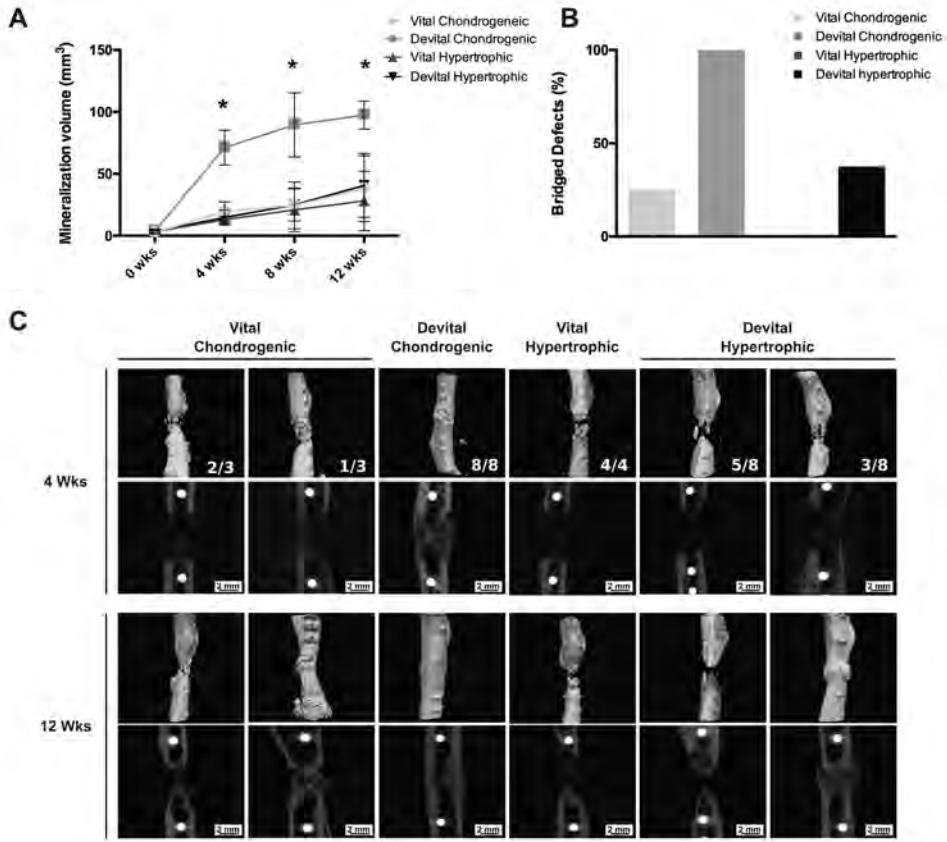 A
Mineralization volume (mm³)
150
100
50
0
*
*
*
0 wks
4 wks
8 wks
12 wks
Vital Chondrogeneic
Devital Chondrogenic
Vital Hypertrophic
Devital Hypertrophic
B
Bridged Defects (%)
100
50
0
Vital Chondrogenic
Devital Chondrogenic
Vital Hypertrophic
Devital hypertrophic
C
Vital
Chondrogenic
Devital
Chondrogenic
Vital
Hypertrophic
Devital
Hypertrophic
4 Wks
2/3
1/3
8/8
4/4
5/8
3/8
2 mm
2 mm
2 mm
2 mm
2 mm
2 mm
12 Wks
2 mm
2 mm
2 mm
2 mm
2 mm
2 mm